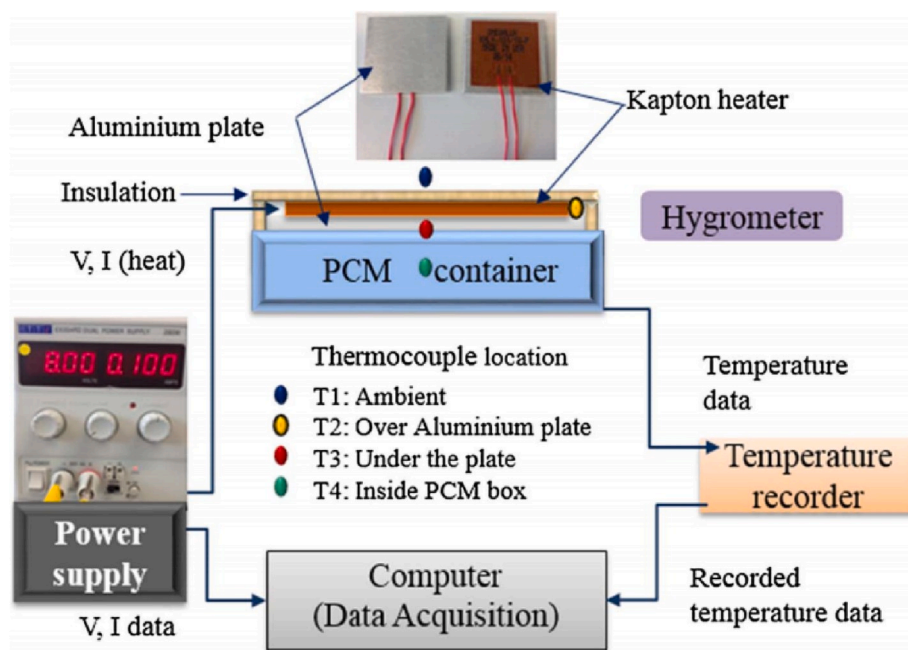 Aluminium plate
Kapton heater
Insulation
Hygrometer
V, I (heat)
PCM container
8.00 0.100
Thermocouple location
T1: Ambient
T2: Over Aluminium plate
T3: Under the plate
T4: Inside PCM box
Temperature
data
Temperature
recorder
Power
supply
Computer
(Data Acquisition)
Recorded
temperature data
V, I data